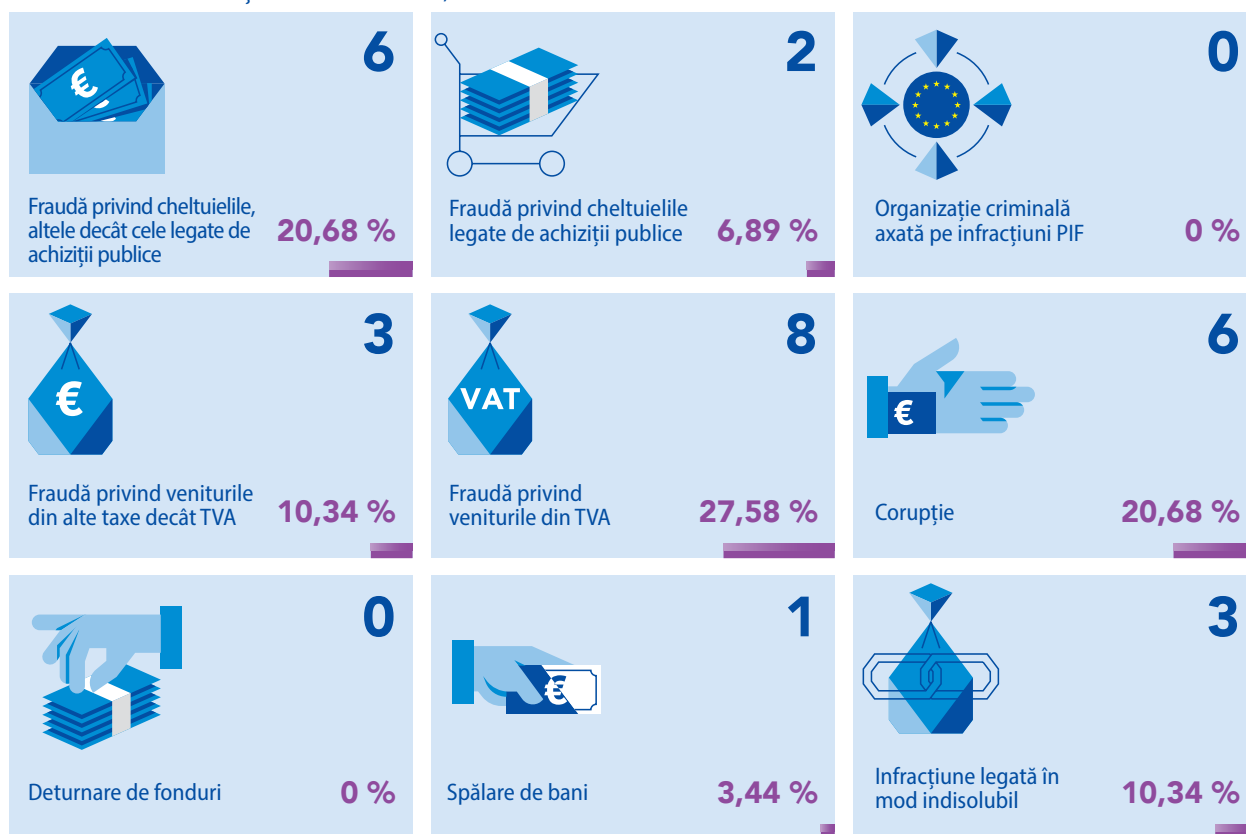 6
€
Fraudă privind cheltuielile,
altele decât cele legate de
achiziții publice
20,68 %
2
Fraudă privind cheltuielile
legate de achiziții publice
6,89 %
0
Organizație criminală
axată pe infracțiuni PIF
0 %
3
€
Fraudă privind veniturile
din alte taxe decât TVA
10,34 %
8
VAT
Fraudă privind
veniturile din TVA
27,58 %
6
€
Corupție
20,68 %
0
Deturnare de fonduri
0 %
1
€
Spălare de bani
3,44 %
3
Infracțiune legată în
mod indisolubil
10,34 %